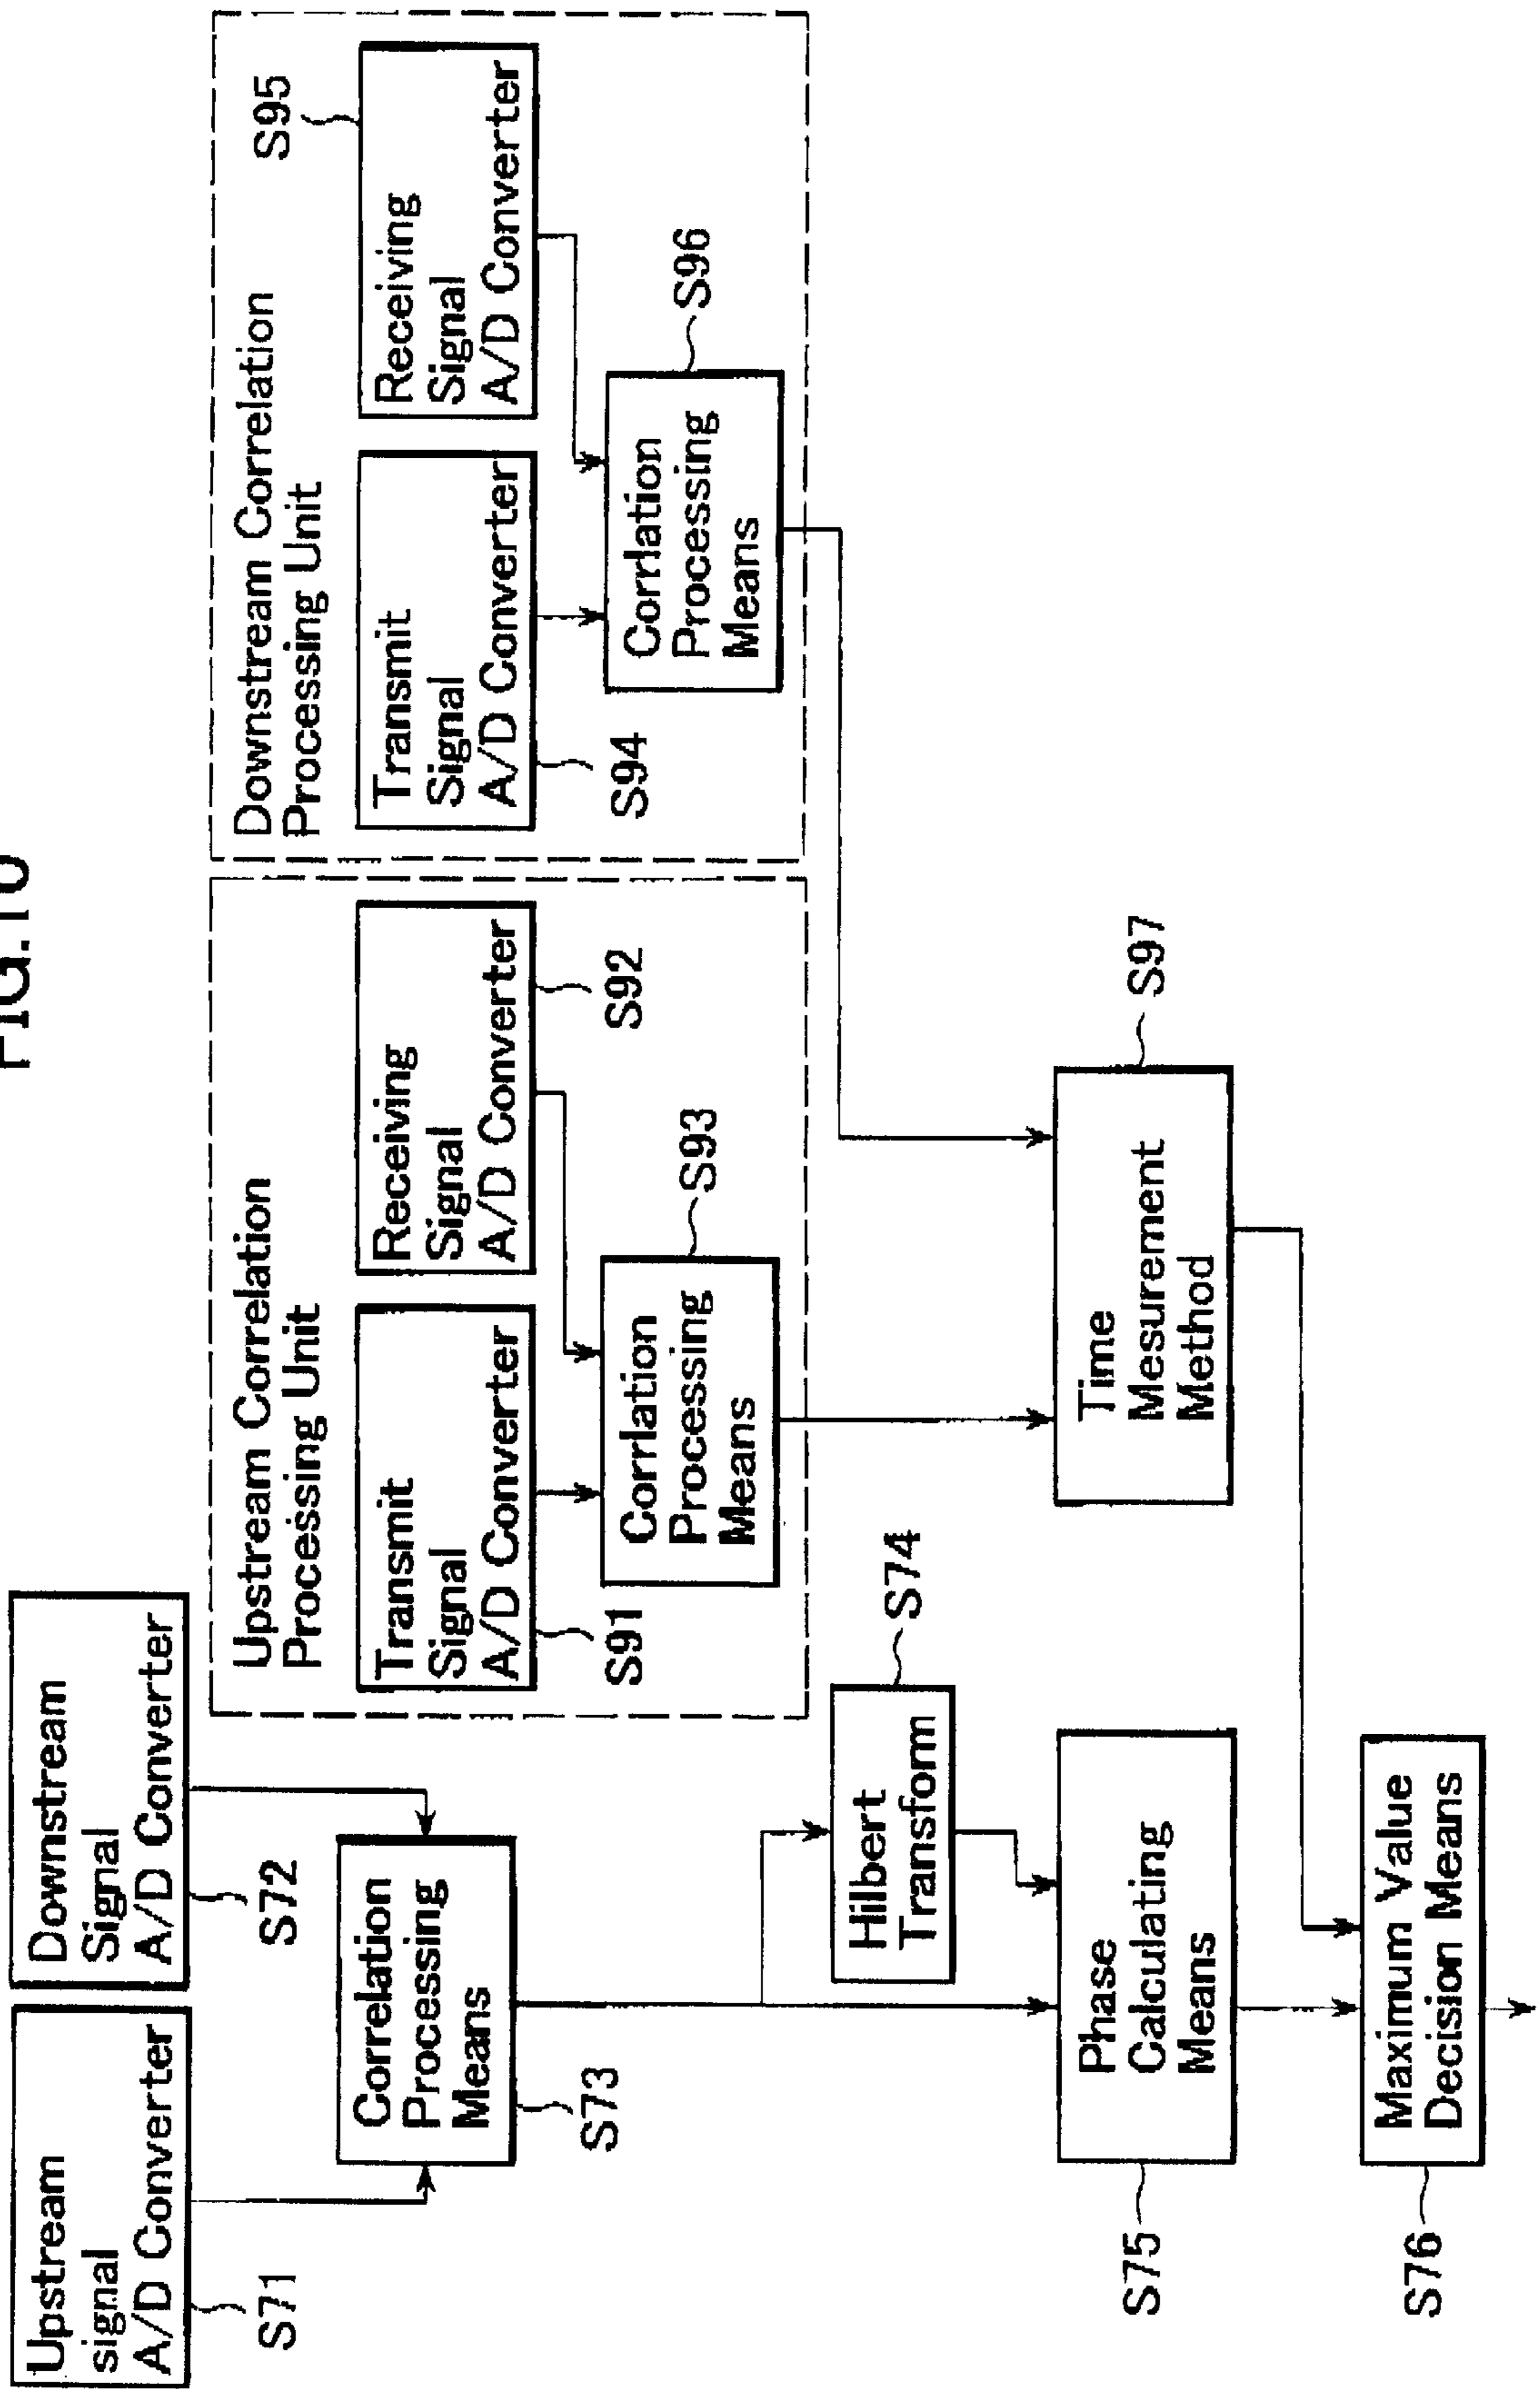 FIG.10
Upstream
signal
A/D Converter
S71
Downstream
Signal
A/D Converter
S72
Correlation
Processing
Means
S73
Upstream Correlation
Processing Unit
Transmit
Signal
A/D Converter
S91
Receiving
Signal
A/D Converter
S92
Corrlation
Processing
Means
S93
Downstream Correlation
Processing Unit
Transmit
Signal
A/D Converter
S94
Receiving
Signal
A/D Converter
S95
Corrlation
Processing
Means
S96
Hilbert
Transform
S74
Phase
Calculating
Means
S75
Time
Mesurement
Method
S97
Maximum Value
Decision Means
S76